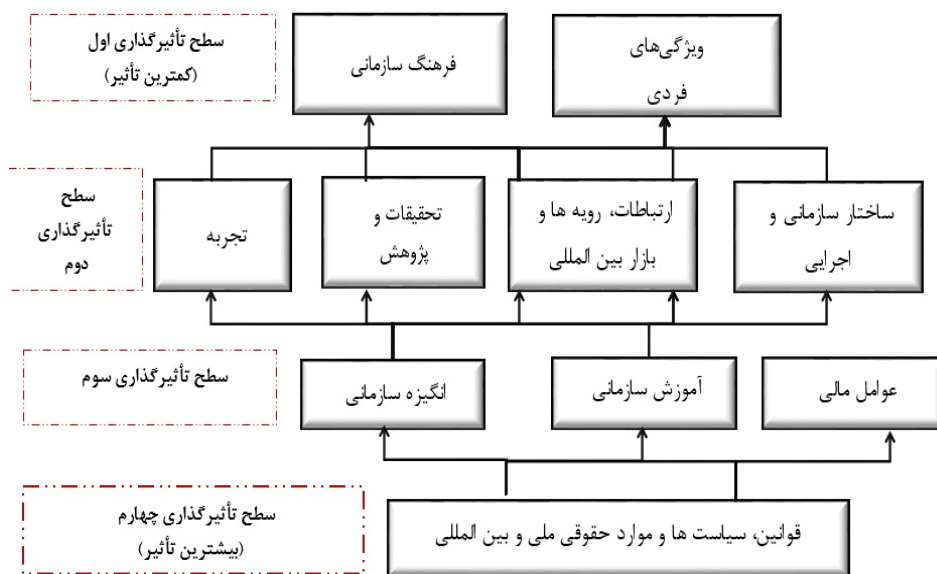 سطح تأثیرگذاری اول
(کمترین تأثیر)
ویژگی‌های
فردی
فرهنگ سازمانی
سطح
تأثیرگذاری
دوم
ساختار سازمانی و
اجرایی
ارتباطات، رویه ها و
بازار بین المللی
تحقیقات و
پژوهش
تجربه
سطح تأثیرگذاری سوم
عوامل مالی
آموزش سازمانی
انگیزه سازمانی
سطح تأثیرگذاری چهارم
(بیشترین تأثیر)
قوانین، سیاست ها و موارد حقوقی ملی و بین المللی